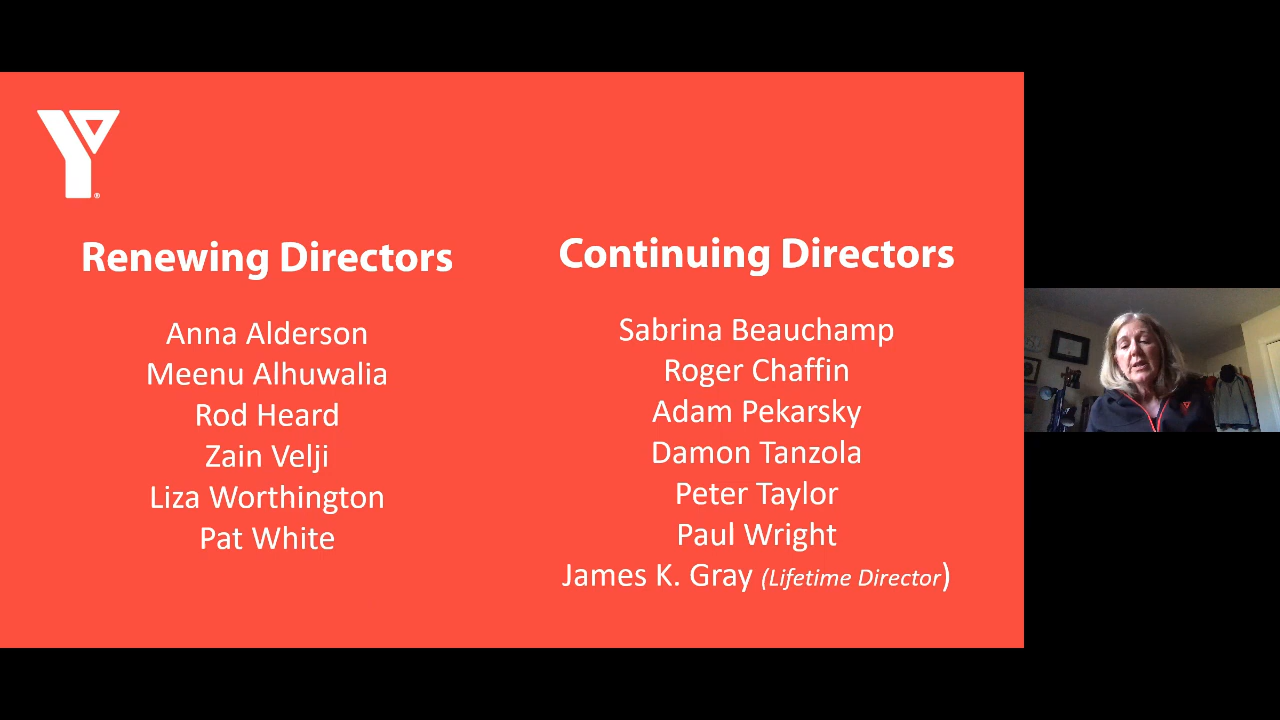 Y
Renewing Directors
Anna Alderson
Meenu Alhuwalia
Rod Heard
Zain Velji
Liza Worthington
Pat White
Continuing Directors
Sabrina Beauchamp
Roger Chaffin
Adam Pekarsky
Damon Tanzola
Peter Taylor
Paul Wright
James K. Gray (Lifetime Director)